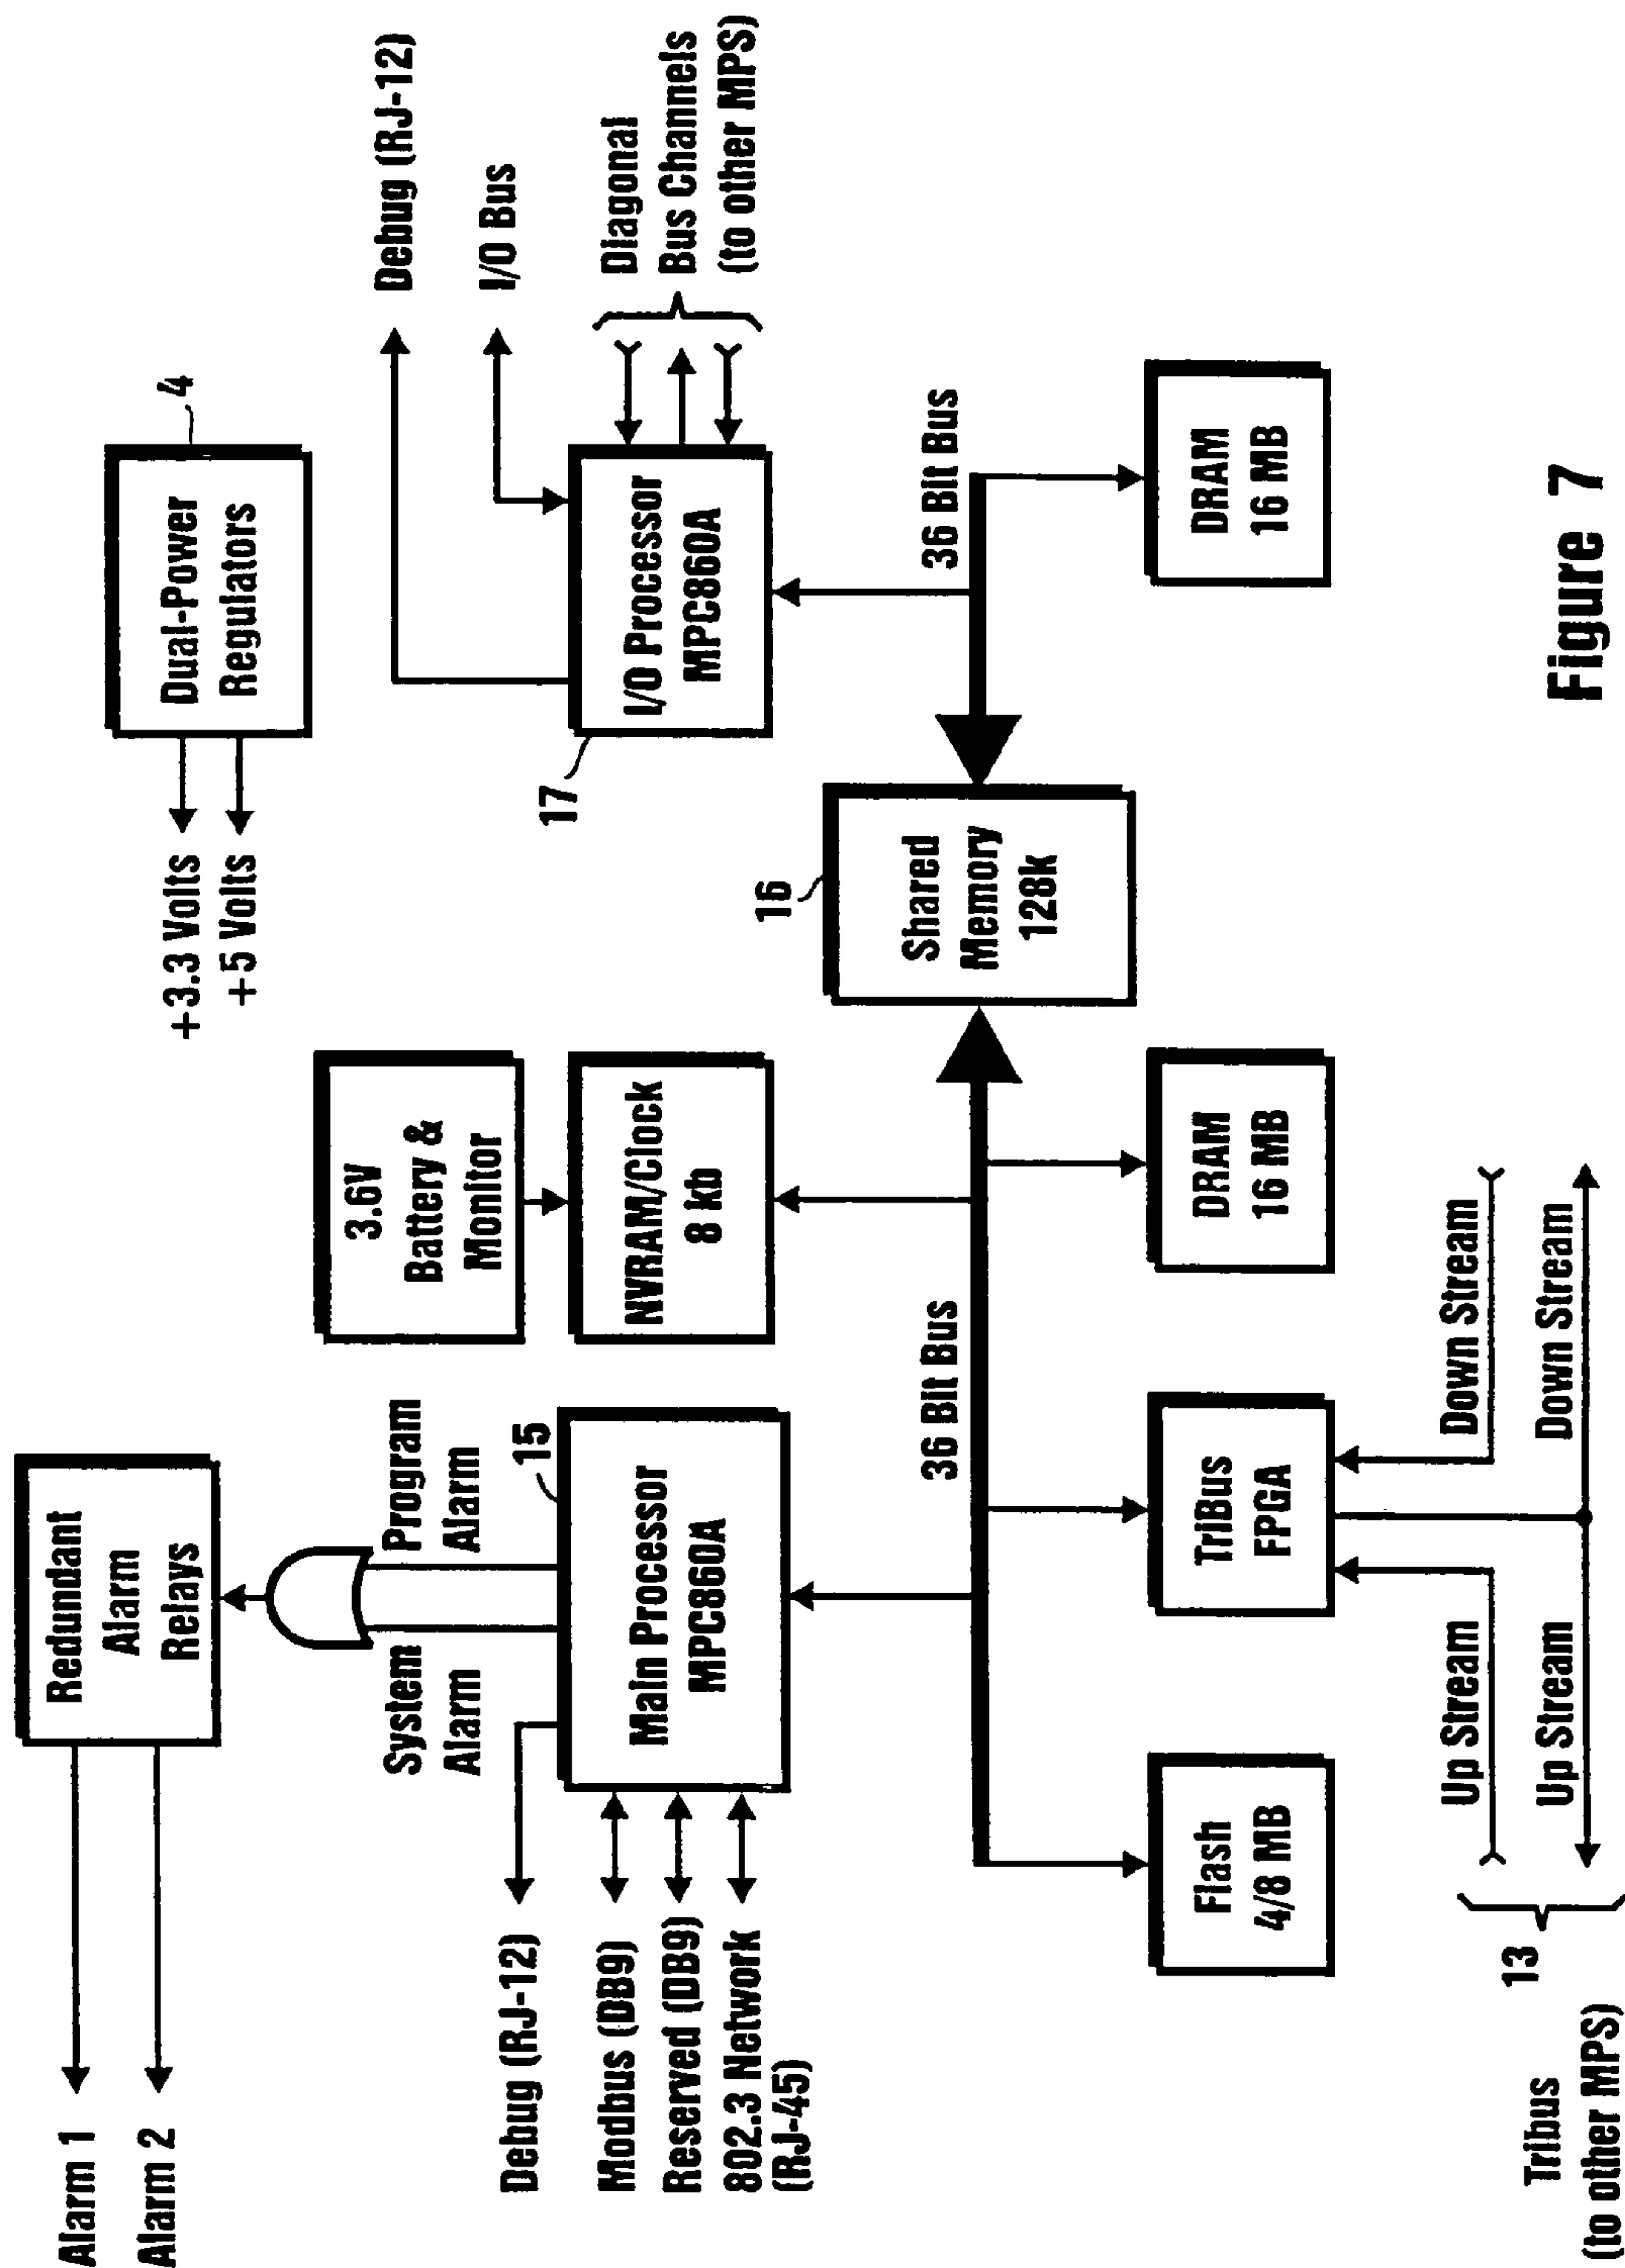 Alarm 1
Alarm 2
Redundant
Alarm
Relays
System
Alarm
Program
Alarm
3.6V
Battery &
Monitor
+3.3 Volts
+5 Volts
Dual-Power
Regulators
4
Debug (RJ-12)
I/O Bus
Diagonal
Bus Channels
(to other MPS)
Debug (RJ-12)
Modbus (DB9)
Reserved (DB9)
802.3 Network
(RJ-45)
15
Main Processor
MPC860A
NVRAM/Clock
8 kb
17
I/O Processor
MPC860A
16
Shared
Memory
128k
36 Bit Bus
36 Bit Bus
Flash
4/8 MB
TriBus
FPGA
DRAM
16 MB
DRAM
16 MB
Up Stream
Down Stream
Up Stream
Down Stream
13
Tribus
(to other MPS)
Figure 7